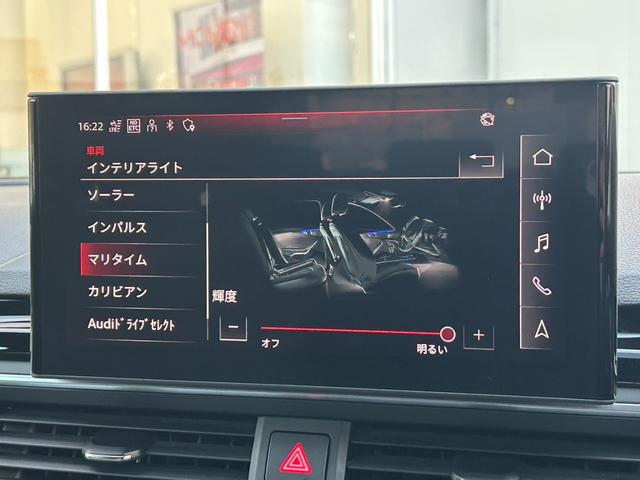 16:22
NO
ETC
車両
インテリアライト
ソーラー
インパルス
マリタイム
カリビアン
Audiﾄﾞﾗｲﾌﾞｾﾚｸﾄ
輝度
オフ
明るい